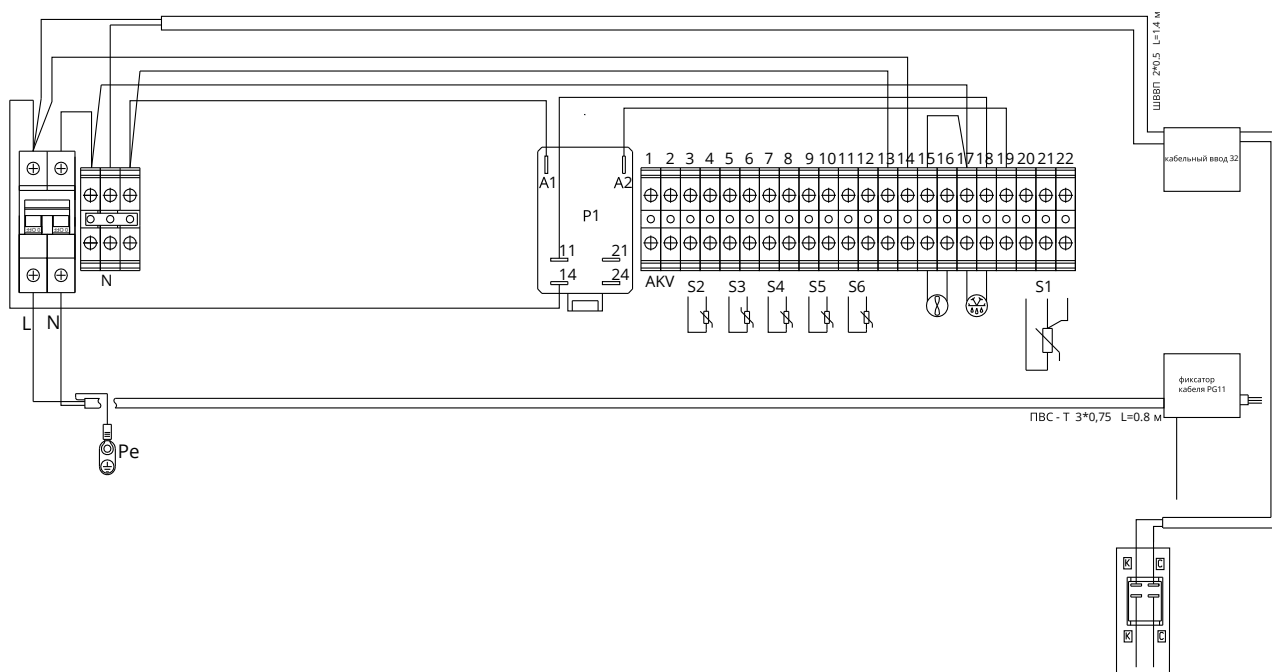 ШВВП 2*0.5 L=1.4 м
1 2 3 4 5 6 7 8 9 10 11 12 13 14 15 16 17 18 19 20 21 22
кабельный ввод 32
A1
A2
P1
11
21
14
24
N
AKV
S2
S3
S4
S5
S6
S1
L
N
фиксатор
кабеля PG11
ПВС - Т 3*0,75 L=0.8 м
Pe
К
С
К
С